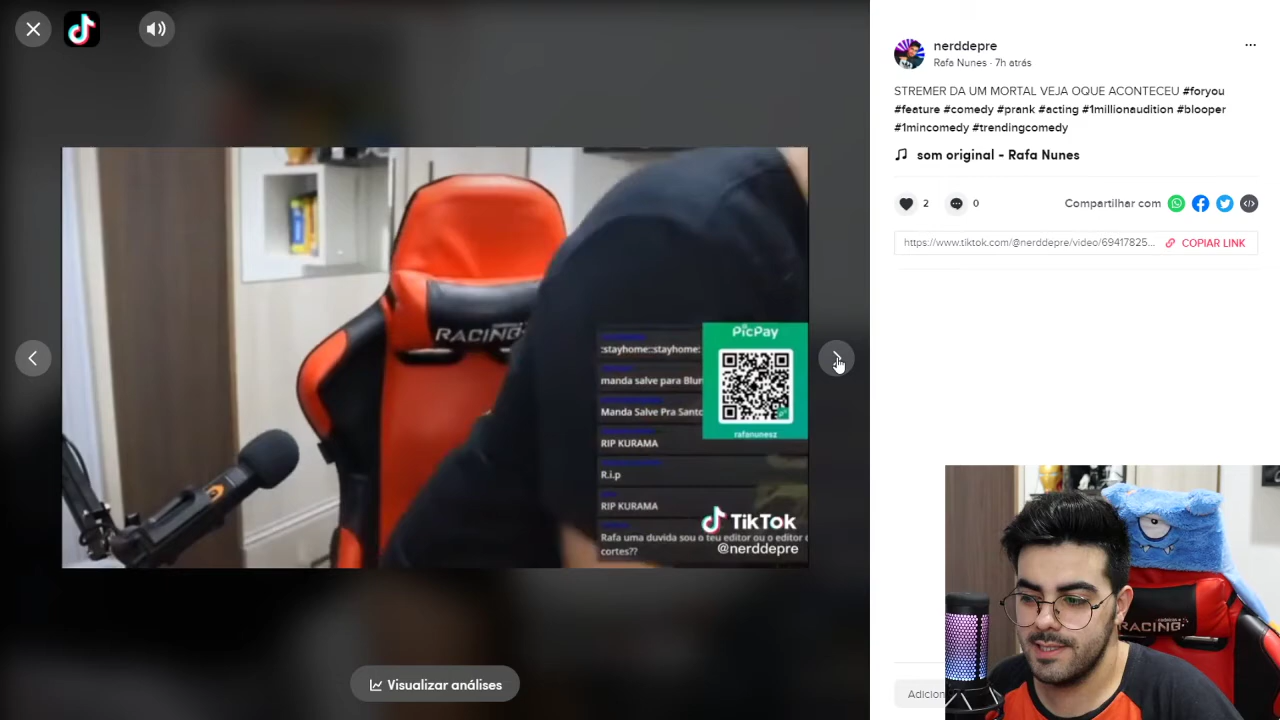 nerddepre
Rafa Nunes · 7h atrás
STREMER DA UM MORTAL VEJA OQUE ACONTECEU #foryou
#feature #comedy #prank #acting #1millionaudition #blooper
#1mincomedy #trendingcomedy
som original - Rafa Nunes
2
0
Compartilhar com
https://www.tiktok.com/@nerddepre/video/69417825...
COPIAR LINK
RACING
PicPay
rafanunesz
:stayhome::stayhome:
manda salve para Blur
Manda Salve Pra Santo
RIP KURAMA
R.i.p
RIP KURAMA
Rafa uma duvida sou o teu editor ou o editor d
cortes??
TikTok
@nerddepre
Visualizar análises
Adicion
RACING